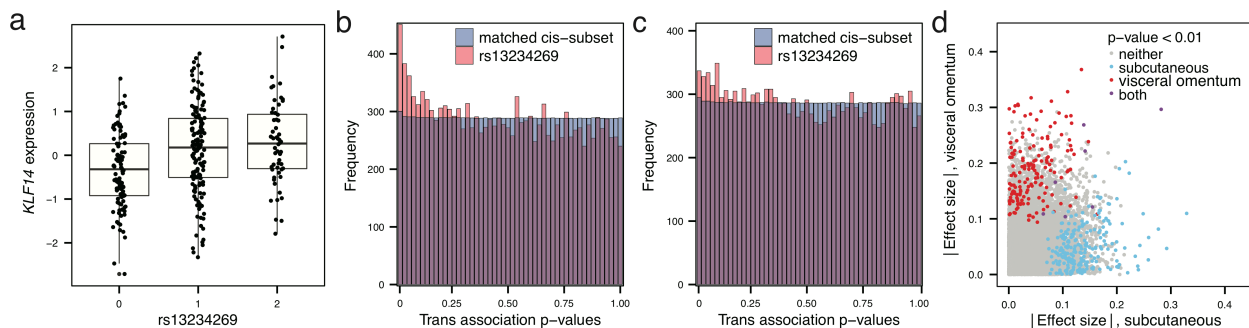 a
KLF14 expression
2
1
0
−1
−2
0
1
2
rs13234269
b
Frequency
400
300
200
100
0
matched cis−subset
rs13234269
0
0.25
0.50
0.75
1.00
Trans association p−values
c
Frequency
400
300
200
100
0
matched cis−subset
rs13234269
0
0.25
0.50
0.75
1.00
Trans association p−values
d
|Effect size|, visceral omentum
0.4
0.3
0.2
0.1
0.0
p−value < 0.01
neither
subcutaneous
visceral omentum
both
0.0
0.1
0.2
0.3
0.4
|Effect size|, subcutaneous